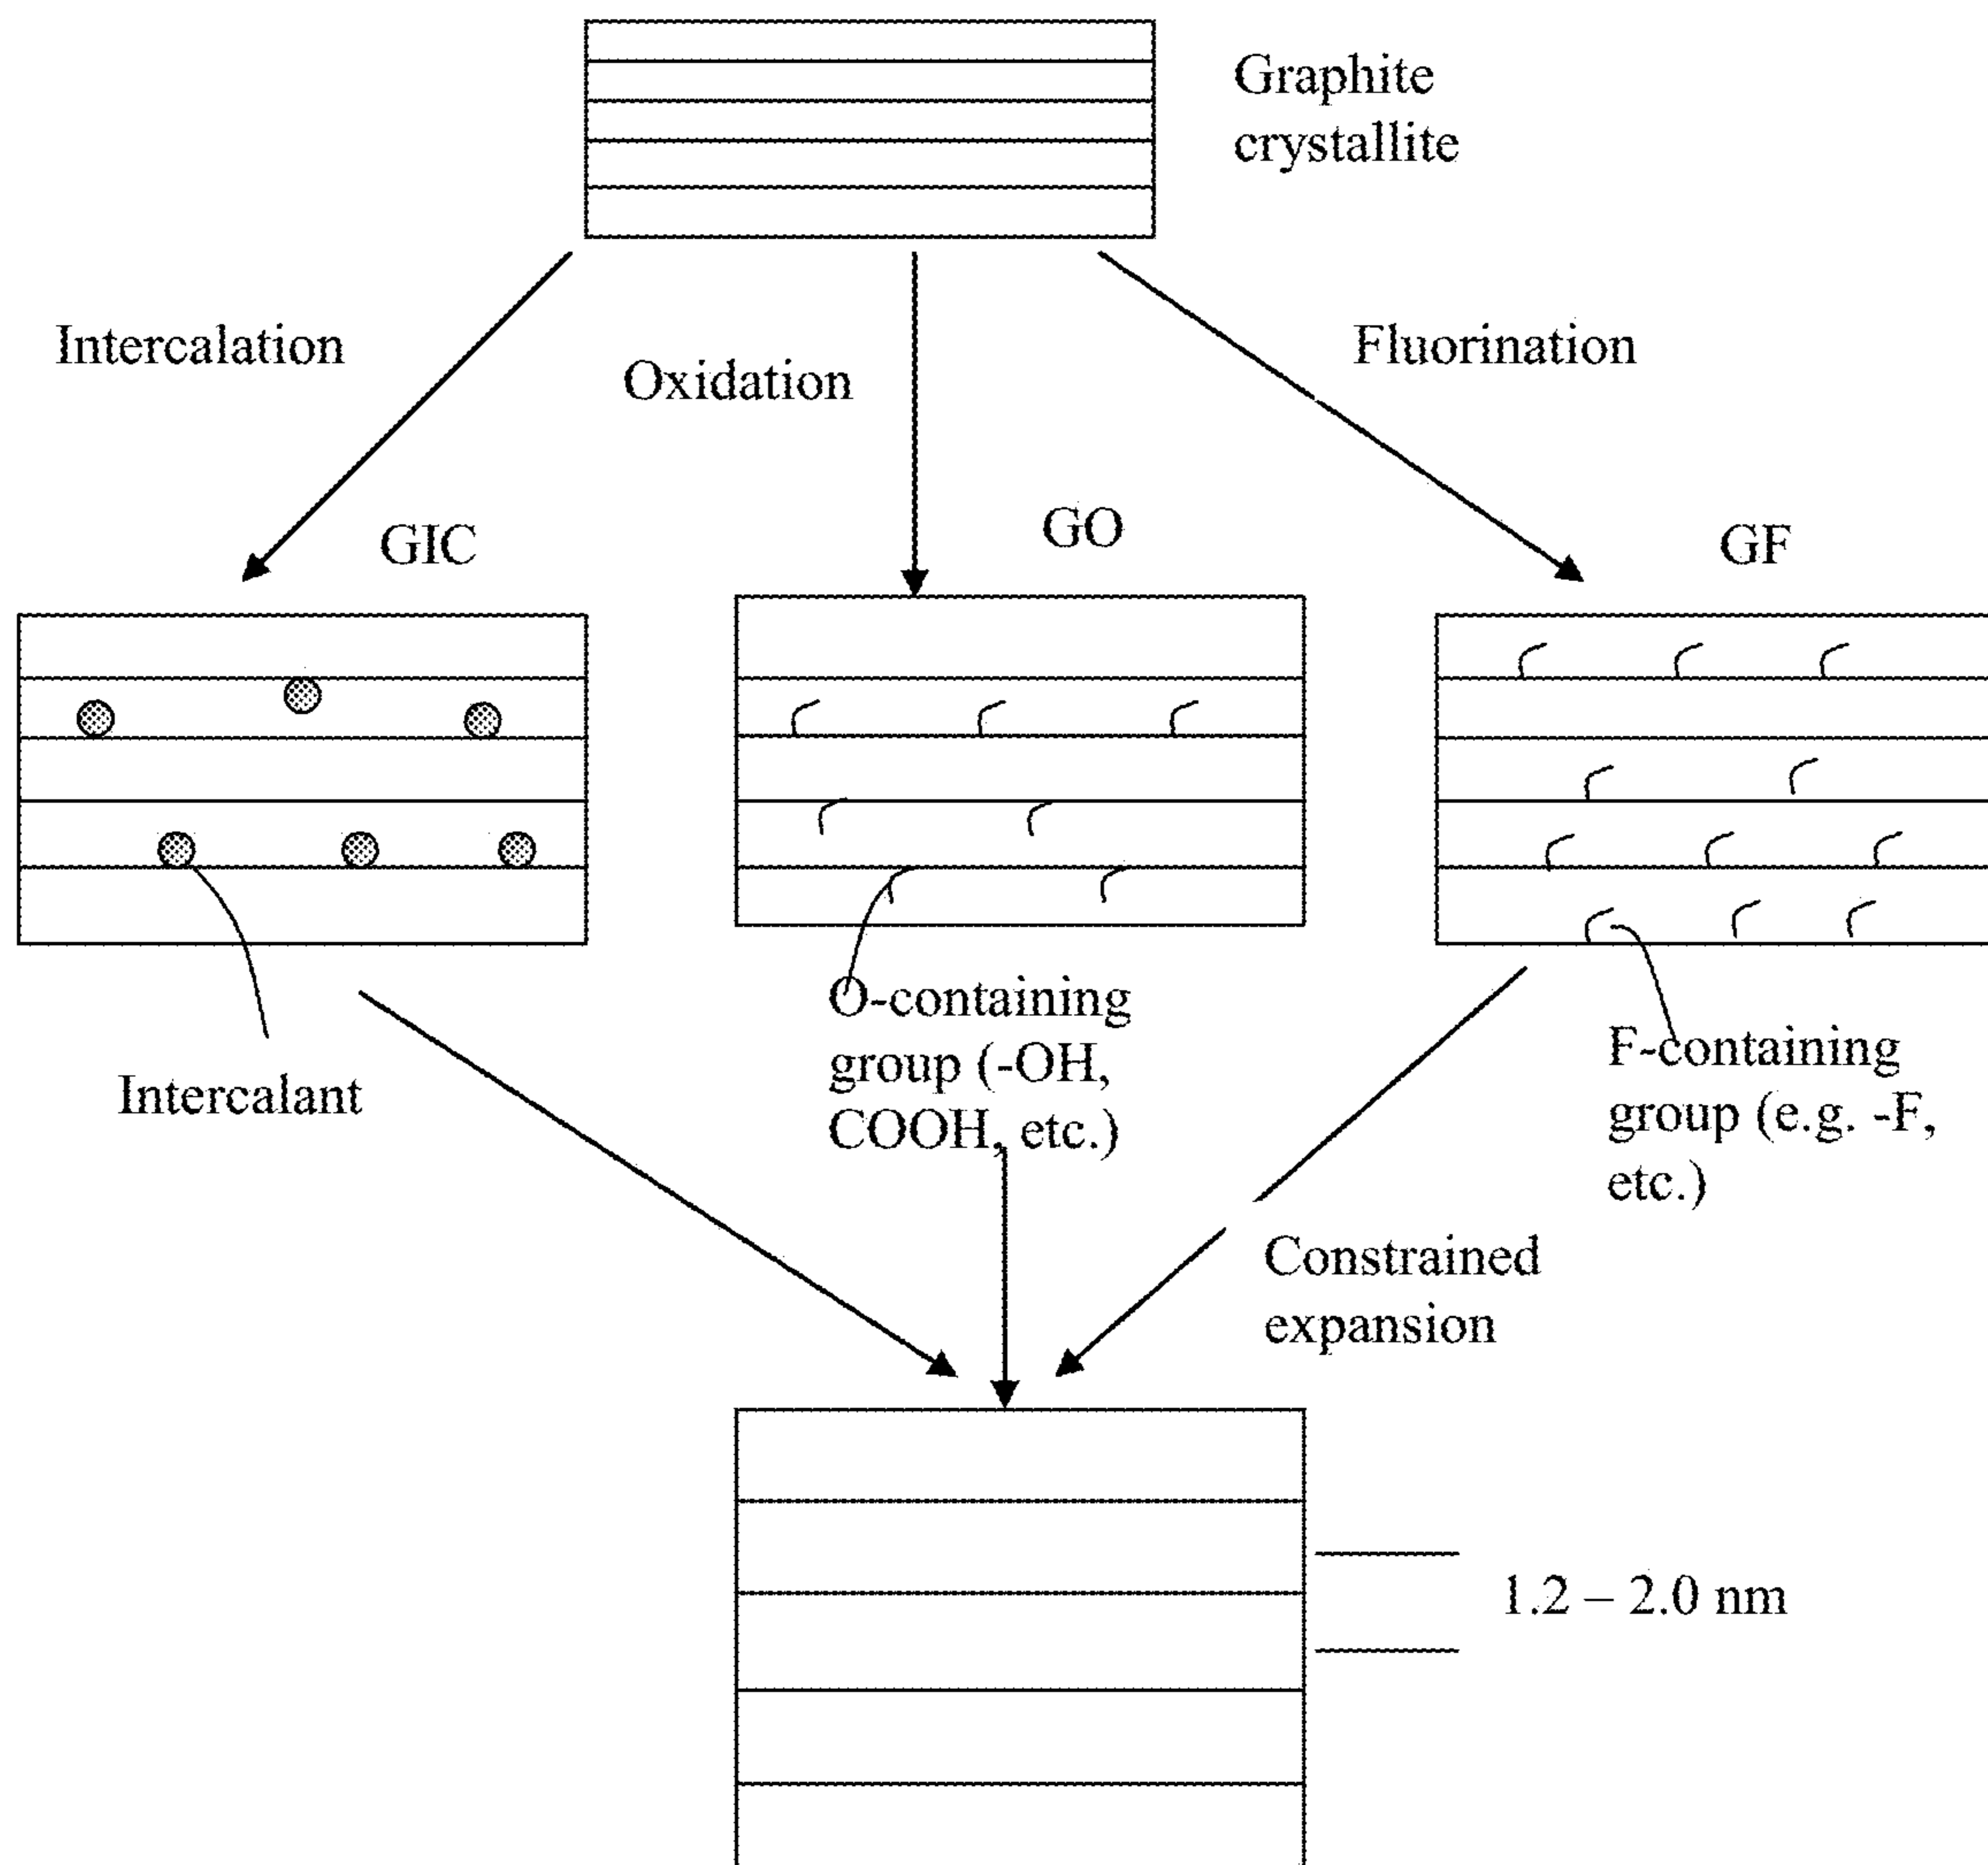 Graphite
crystallite
Intercalation
Oxidation
Fluorination
GIC
GO
GF
Intercalant
O-containing
group (-OH,
COOH, etc.)
F-containing
group (e.g. -F,
etc.)
Constrained
expansion
1.2 – 2.0 nm